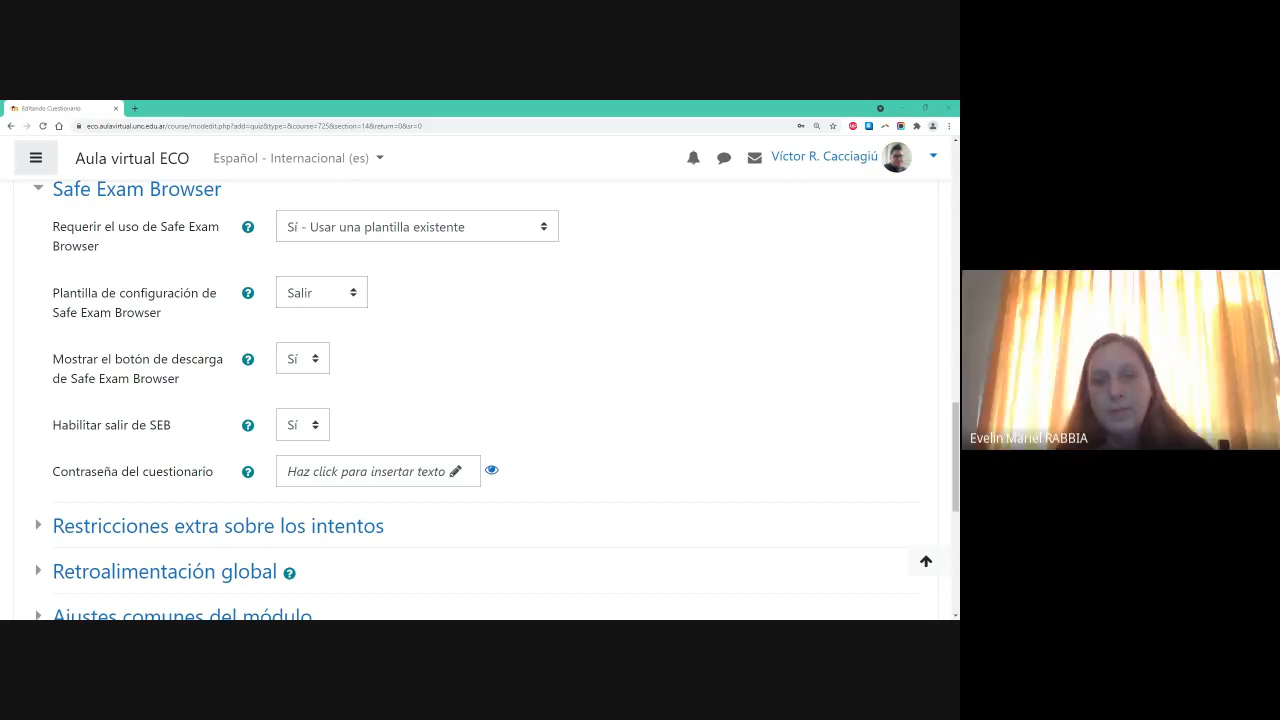 Editando Cuestionario
eco.aulavirtual.unc.edu.ar/course/modedit.php?add=quiz&type=&course=725&section=14&return=0&sr=0
Aula virtual ECO
Español - Internacional (es)
Víctor R. Cacciagiú
Safe Exam Browser
Requerir el uso de Safe Exam
Browser
Sí - Usar una plantilla existente
Plantilla de configuración de
Safe Exam Browser
Salir
Mostrar el botón de descarga
de Safe Exam Browser
Sí
Habilitar salir de SEB
Sí
Contraseña del cuestionario
Haz click para insertar texto
Restricciones extra sobre los intentos
Retroalimentación global
Ajustes comunes del módulo
Evelin Mariel RABBIA